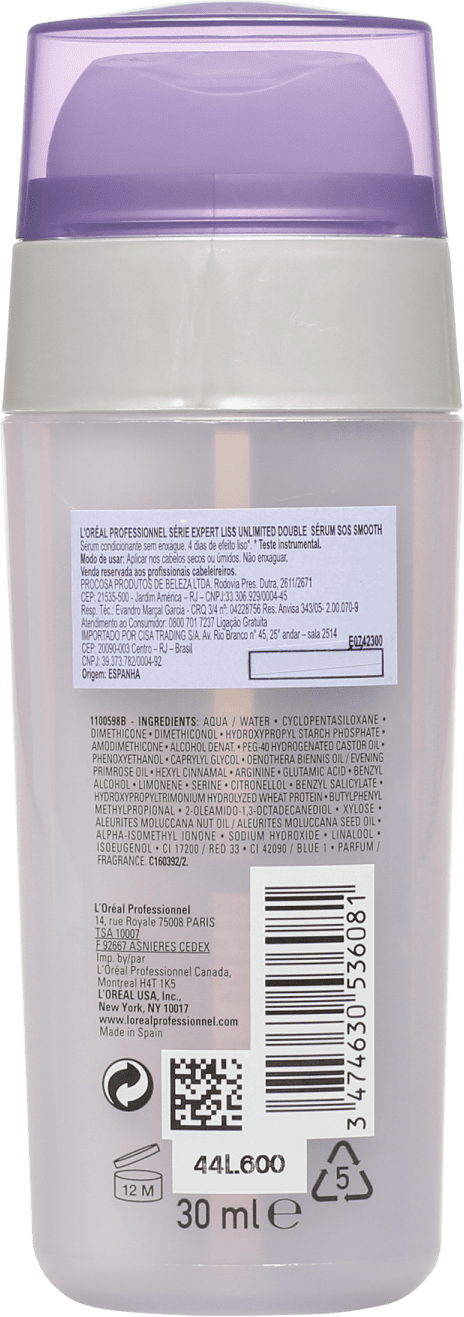 L'ORÉAL PROFESSIONNEL SÉRIE EXPERT LISS UNLIMITED DOUBLE SÉRUM SOS SMOOTH
Sérum condicionante sem enxágue. 4 dias de efeito liso*. * Teste instrumental.
Modo de usar: Aplicar nos cabelos secos ou úmidos. Não enxaguar.
Venda reservada aos profissionais cabeleireiros.
PROCOSA PRODUTOS DE BELEZA LTDA. Rodovia Pres. Dutra, 2611/2671
CEP: 21535-500 - Jardim América – RJ – CNPJ:33.306.929/0004-45
Resp. Téc.: Evandro Marçal Garcia - CRQ 3/4 nº: 04228756 Res. Anvisa 343/05- 2.00.070-9
Atendimento ao Consumidor: 0800 701 7237 Ligação Gratuita
IMPORTADO POR CISA TRADING S/A. Av. Rio Branco nº 45, 25° andar – sala 2514
CEP: 20090-003 Centro – RJ – Brasil
CNPJ: 39.373.782/0004-92
Origem: ESPANHA
E0742300
1100598B - INGREDIENTS: AQUA / WATER • CYCLOPENTASILOXANE •
DIMETHICONE • DIMETHICONOL • HYDROXYPROPYL STARCH PHOSPHATE •
AMODIMETHICONE • ALCOHOL DENAT. • PEG-40 HYDROGENATED CASTOR OIL •
PHENOXYETHANOL • CAPRYLYL GLYCOL • OENOTHERA BIENNIS OIL / EVENING
PRIMROSE OIL • HEXYL CINNAMAL • ARGININE • GLUTAMIC ACID • BENZYL
ALCOHOL • LIMONENE • SERINE • CITRONELLOL • BENZYL SALICYLATE •
HYDROXYPROPYLTRIMONIUM HYDROLYZED WHEAT PROTEIN • BUTYLPHENYL
METHYLPROPIONAL • 2-OLEAMIDO-1,3-OCTADECANEDIOL • XYLOSE •
ALEURITES MOLUCCANA NUT OIL / ALEURITES MOLUCCANA SEED OIL •
ALPHA-ISOMETHYL IONONE • SODIUM HYDROXIDE • LINALOOL •
ISOEUGENOL • CI 17200 / RED 33 • CI 42090 / BLUE 1 • PARFUM /
FRAGRANCE. C160392/2.
L'Oréal Professionnel
14, rue Royale 75008 PARIS
TSA 10007
F 92667 ASNIERES CEDEX
Imp. by/par
L'Oréal Professionnel Canada,
Montreal H4T 1K5
L'OREAL USA, Inc.,
New York, NY 10017
www.lorealprofessionnel.com
Made in Spain
3 474630 536081
44L600
12 M
5
30 ml ℮